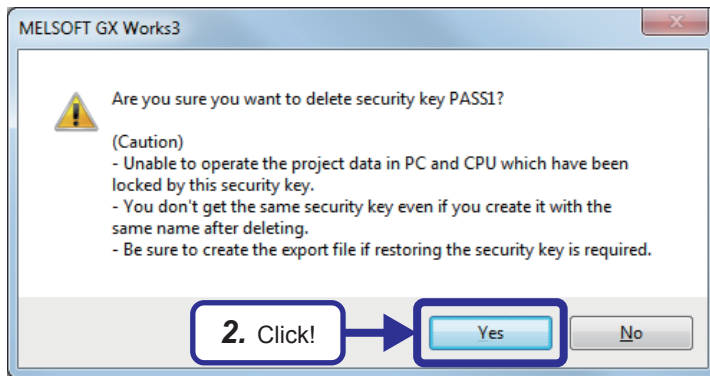 MELSOFT GX Works3
Are you sure you want to delete security key PASS1?
(Caution)
- Unable to operate the project data in PC and CPU which have been
locked by this security key.
- You don't get the same security key even if you create it with the
same name after deleting.
- Be sure to create the export file if restoring the security key is required.
2. Click!
Yes
No